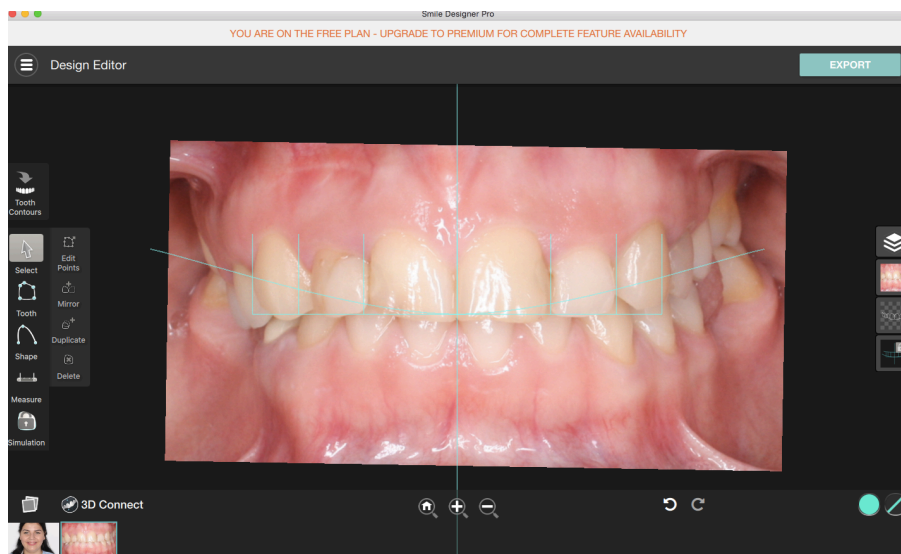 Smile Designer Pro
YOU ARE ON THE FREE PLAN - UPGRADE TO PREMIUM FOR COMPLETE FEATURE AVAILABILITY
Design Editor
EXPORT
Tooth
Contours
Select
Tooth
Shape
Measure
Simulation
Edit
Points
Mirror
Duplicate
Delete
3D Connect